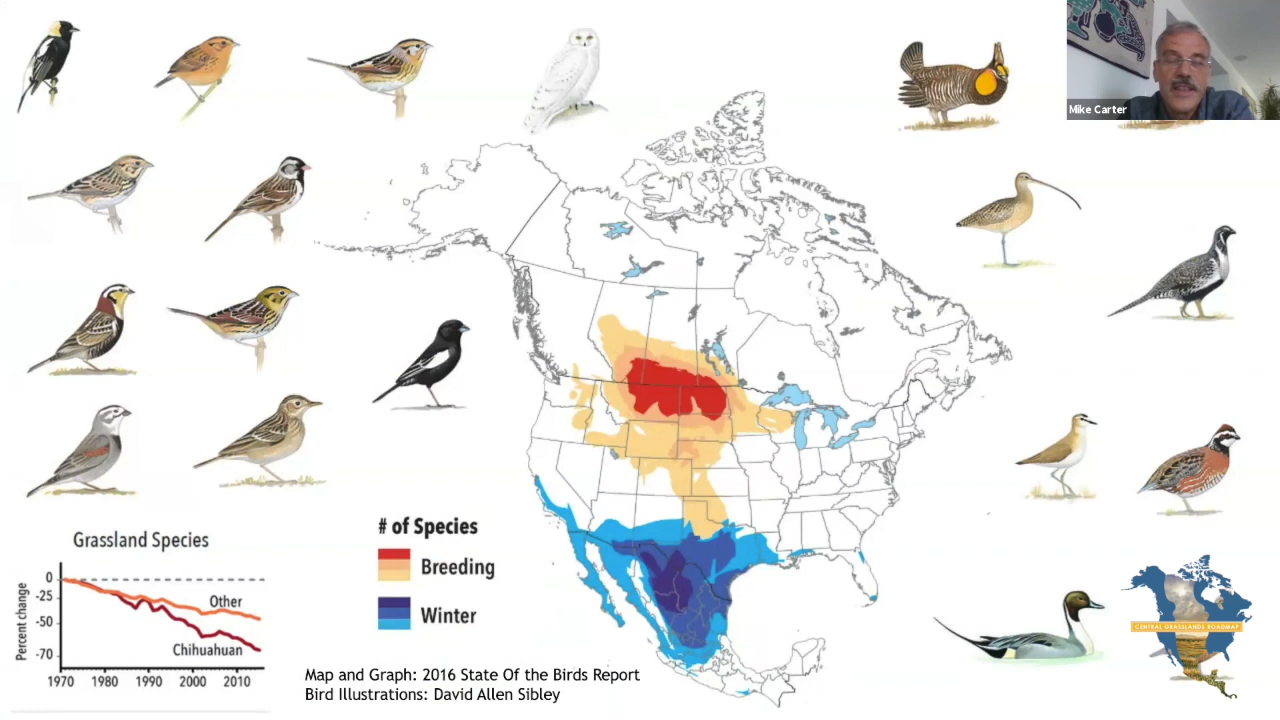 Mike Carter
Grassland Species
Percent change
0
-25
-50
-70
Other
Chihuahuan
1970 1980 1990 2000 2010
# of Species
Breeding
Winter
Map and Graph: 2016 State Of the Birds Report
Bird Illustrations: David Allen Sibley
CENTRAL GRASSLANDS ROADMAP